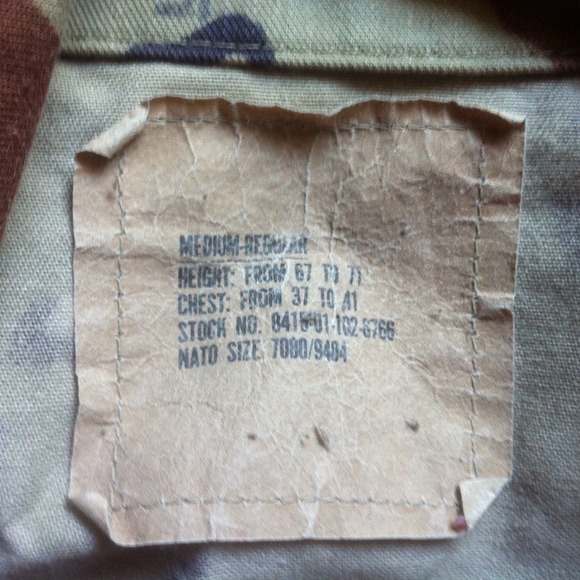 MEDIUM-REGULAR
HEIGHT: FROM 67 TO 71
CHEST: FROM 37 TO 41
STOCK NO. 8415-01-102-6766
NATO SIZE. 7080/9404